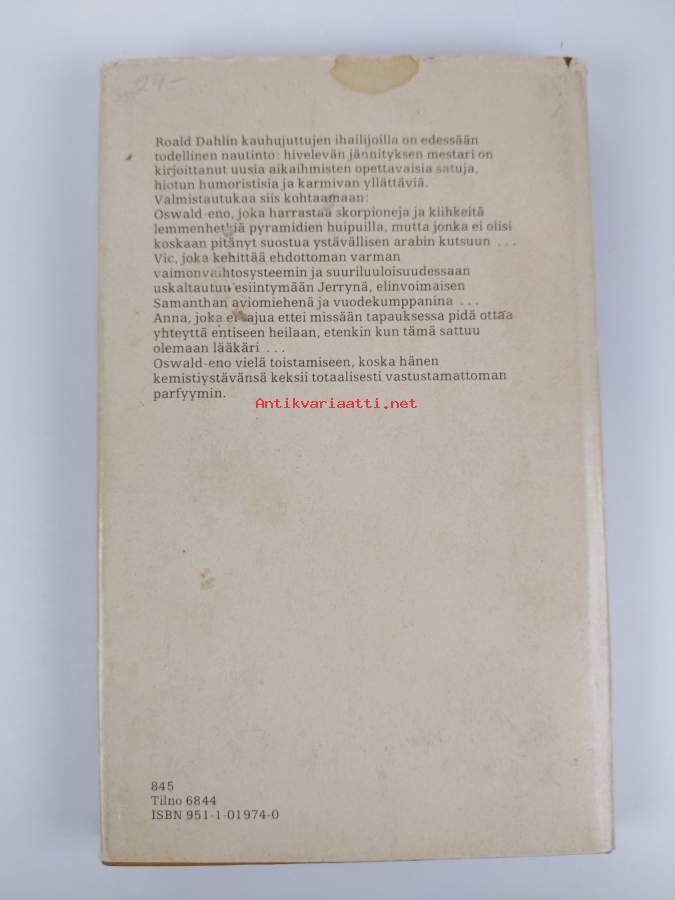 24-
Roald Dahlin kauhujuttujen ihailijoilla on edessään
todellinen nautinto: hivelevän jännityksen mestari on
kirjoittanut uusia aikaihmisten opettavaisia satuja,
hiotun humoristisia ja karmivan yllättäviä.
Valmistautukaa siis kohtaamaan:
Oswald-eno, joka harrastaa skorpioneja ja kiihkeitä
lemmenhetkiä pyramidien huipuilla, mutta jonka ei olisi
koskaan pitänyt suostua ystävällisen arabin kutsuun ...
Vic, joka kehittää ehdottoman varman
vaimonvaihtosysteemin ja suuriluuloisuudessaan
uskaltautuu esiintymään Jerrynä, elinvoimaisen
Samanthan aviomiehenä ja vuodekumppanina ...
Anna, joka ei tajua ettei missään tapauksessa pidä ottaa
yhteyttä entiseen heilaan, etenkin kun tämä sattuu
olemaan lääkäri ...
Oswald-eno vielä toistamiseen, koska hänen
kemistiystävänsä keksii totaalisesti vastustamattoman
parfyymin.
Antikvariaatti.net
845
Tilno 6844
ISBN 951-1-01974-0